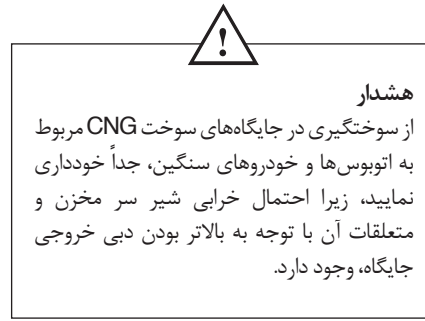 هشدار
از سوختگیری در جایگاه‌های سوخت CNG مربوط
به اتوبوس‌ها و خودروهای سنگین، جداً خودداری
نمایید، زیرا احتمال خرابی شیر سر مخزن و
متعلقات آن با توجه به بالاتر بودن دبی خروجی
جایگاه، وجود دارد.